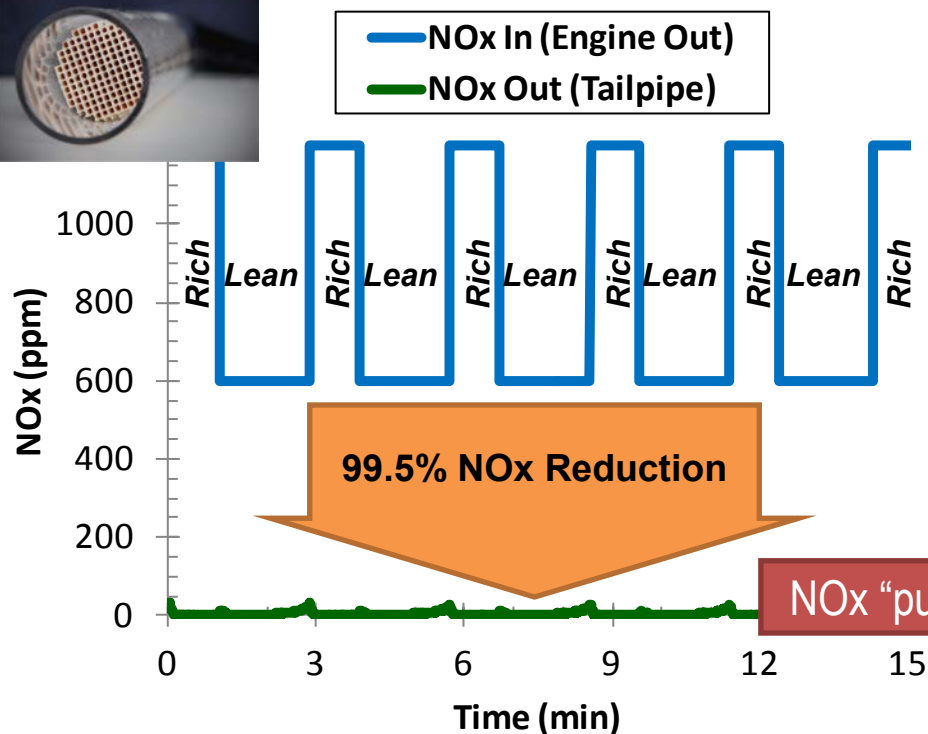 NOx In (Engine Out)
NOx Out (Tailpipe)
1000
800
600
400
200
0
NOx (ppm)
Rich
Lean
Rich
Lean
Rich
Lean
Rich
Lean
Rich
Lean
Rich
99.5% NOx Reduction
NOx “pu
0
3
6
9
12
15
Time (min)